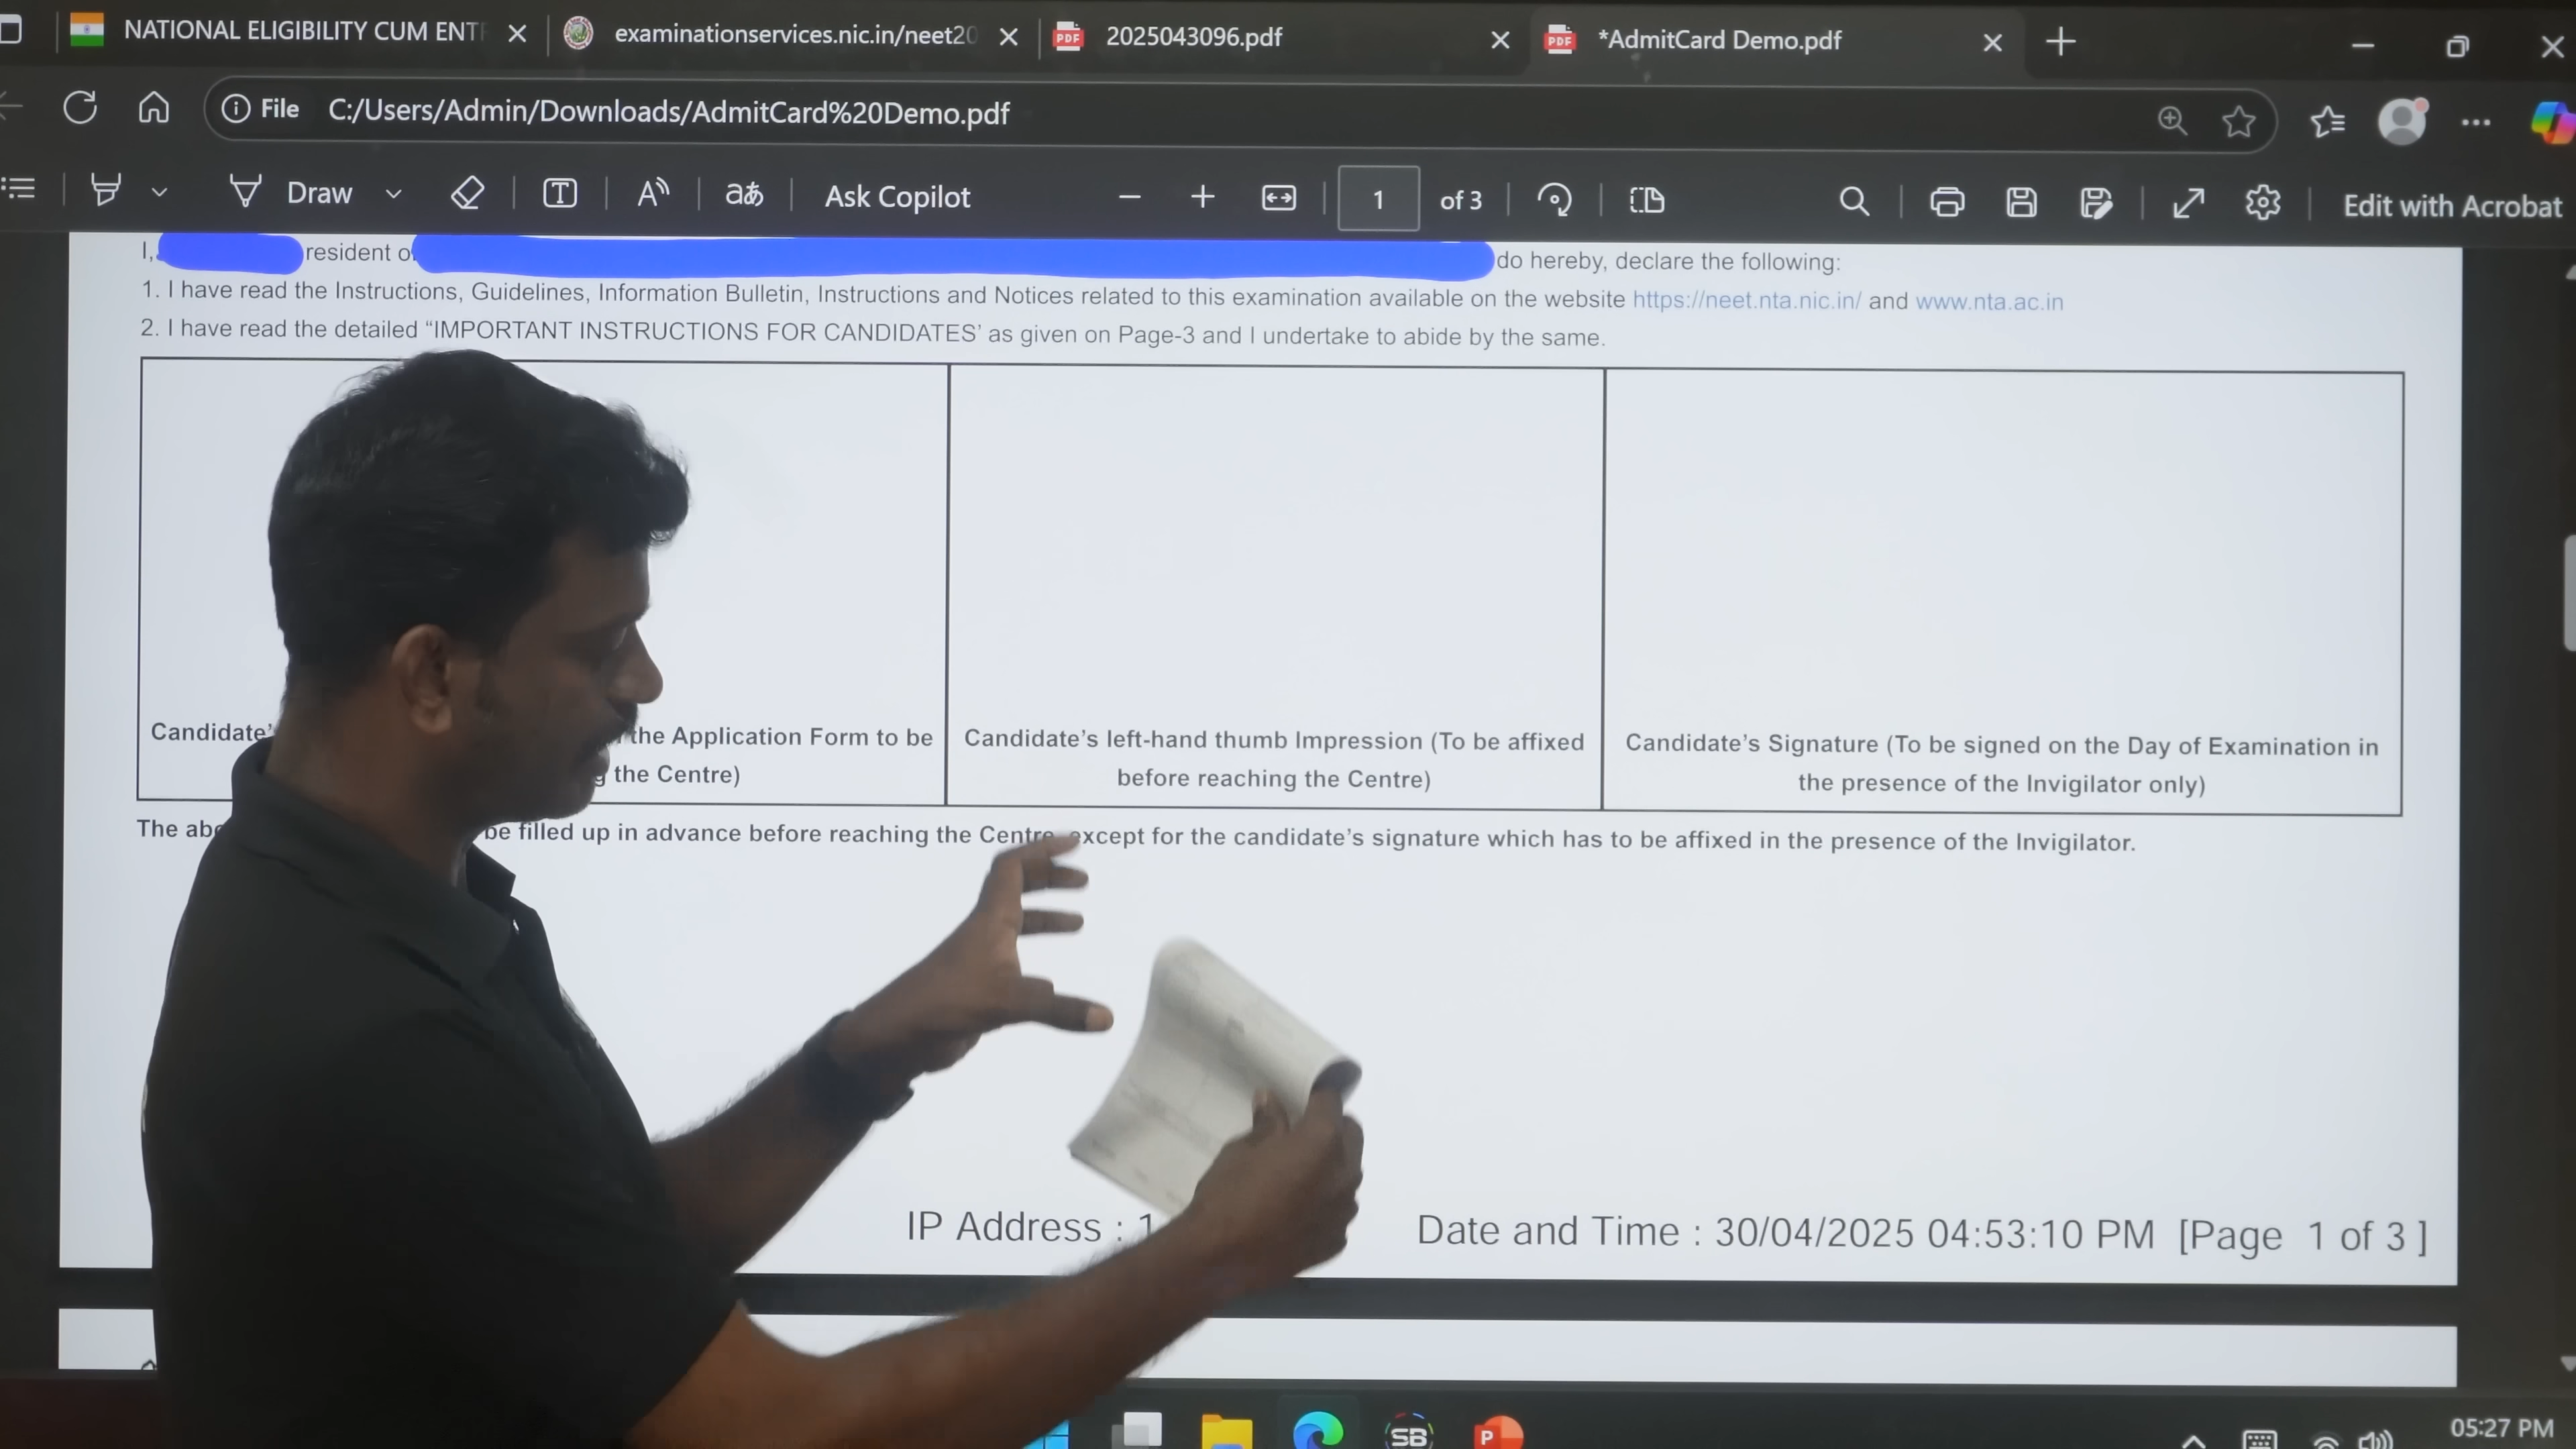 NATIONAL ELIGIBILITY CUM ENT
examinationservices.nic.in/neet20
2025043096.pdf
*AdmitCard Demo.pdf
File C:/Users/Admin/Downloads/AdmitCard%20Demo.pdf
Draw
T
A
aあ
Ask Copilot
1 of 3
Edit with Acrobat
I, resident o do hereby, declare the following:
1. I have read the Instructions, Guidelines, Information Bulletin, Instructions and Notices related to this examination available on the website https://neet.nta.nic.in/ and www.nta.ac.in
2. I have read the detailed “IMPORTANT INSTRUCTIONS FOR CANDIDATES’ as given on Page-3 and I undertake to abide by the same.
Candidate’ the Application Form to be
the Centre)
Candidate’s left-hand thumb Impression (To be affixed
before reaching the Centre)
Candidate’s Signature (To be signed on the Day of Examination in
the presence of the Invigilator only)
The be filled up in advance before reaching the Centre, except for the candidate’s signature which has to be affixed in the presence of the Invigilator.
IP Address : 1
Date and Time : 30/04/2025 04:53:10 PM [Page 1 of 3 ]
SB
P
05:27 PM